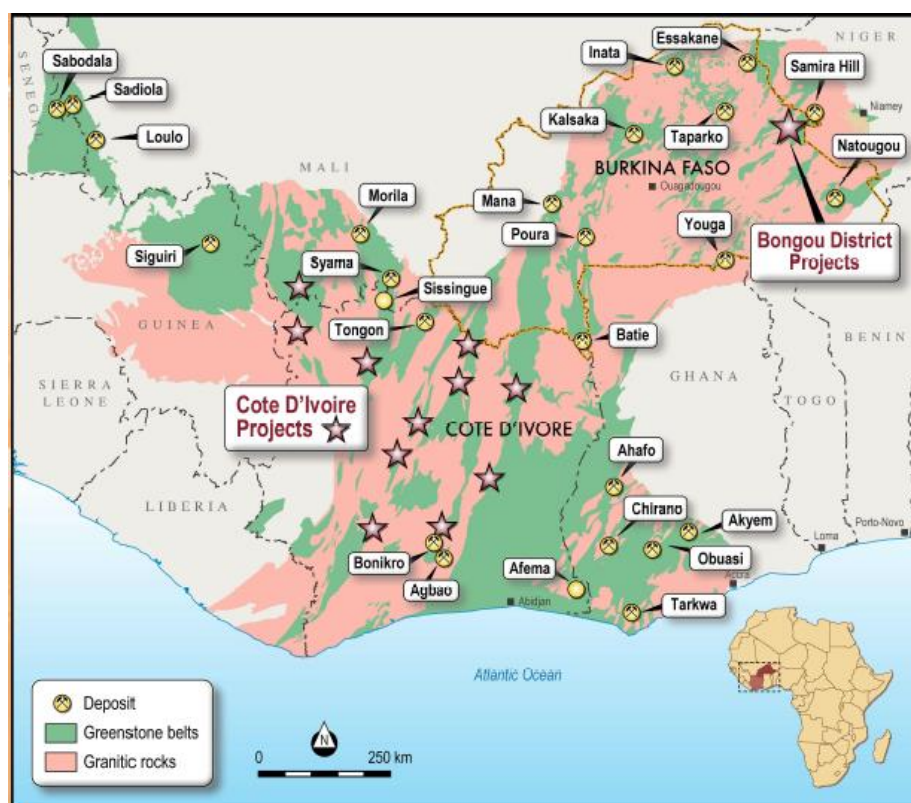 SENEGAL
Sabodala
Sadiola
Loulo
MALI
NIGER
Essakane
Inata
Samira Hill
Niamey
Kalsaka
Taparko
Natougou
BURKINA FASO
Ouagadougou
Mana
Morila
Poura
Youga
Bongou District
Projects
Siguiri
Syama
Sissingue
GUINEA
Tongon
Batie
BENIN
GHANA
TOGO
SIERRA
LEONE
Cote D'Ivoire
Projects
COTE D'IVORE
LIBERIA
Ahafo
Chirano
Akyem
Porto-Novo
Loma
Obuasi
Bonikro
Agbao
Afema
Accra
Abidjan
Tarkwa
Atlantic Ocean
Deposit
Greenstone belts
Granitic rocks
N
0 250 km